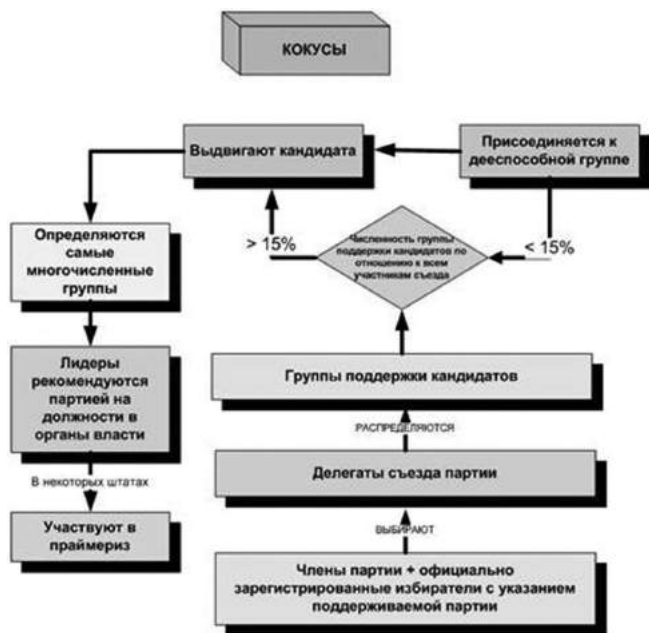 КОКУСЫ
Выдвигают кандидата
Присоединяется к
дееспособной группе
> 15%
Численность группы
поддержки кандидатов по
отношению к всем
участникам съезда
< 15%
Определяются
самые
многочисленные
группы
Лидеры
рекомендуются
партией на
должности в
органы власти
В некоторых штатах
Участвуют в
праймериз
Группы поддержки кандидатов
РАСПРЕДЕЛЯЮТСЯ
Делегаты съезда партии
ВЫБИРАЮТ
Члены партии + официально
зарегистрированные избиратели с указанием
поддерживаемой партии